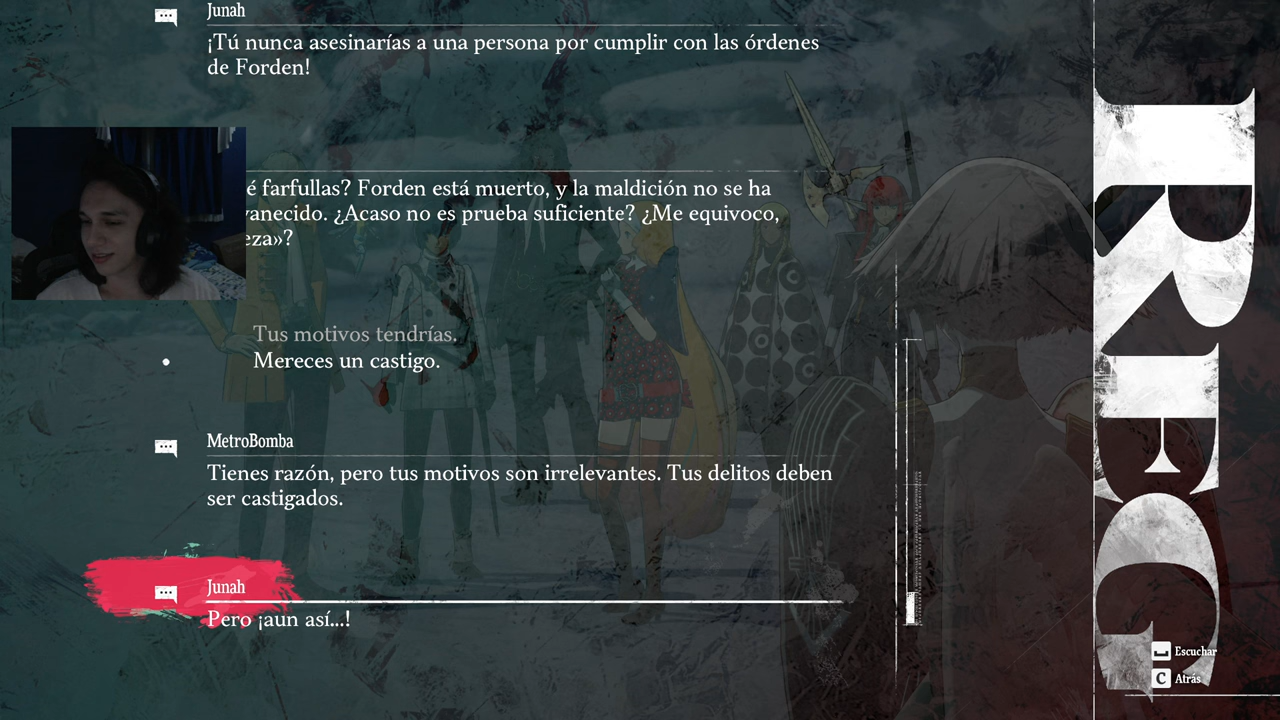 Junah
¡Tú nunca asesinarías a una persona por cumplir con las órdenes
de Forden!
farfullas? Forden está muerto, y la maldición no se ha
¿Acaso no es prueba suficiente? ¿Me equivoco,
Tus motivos tendrías.
Mereces un castigo.
MetroBomba
Tienes razón, pero tus motivos son irrelevantes. Tus delitos deben
ser castigados.
Junah
Pero ¡aun así...!
Escuchar
C Atrás